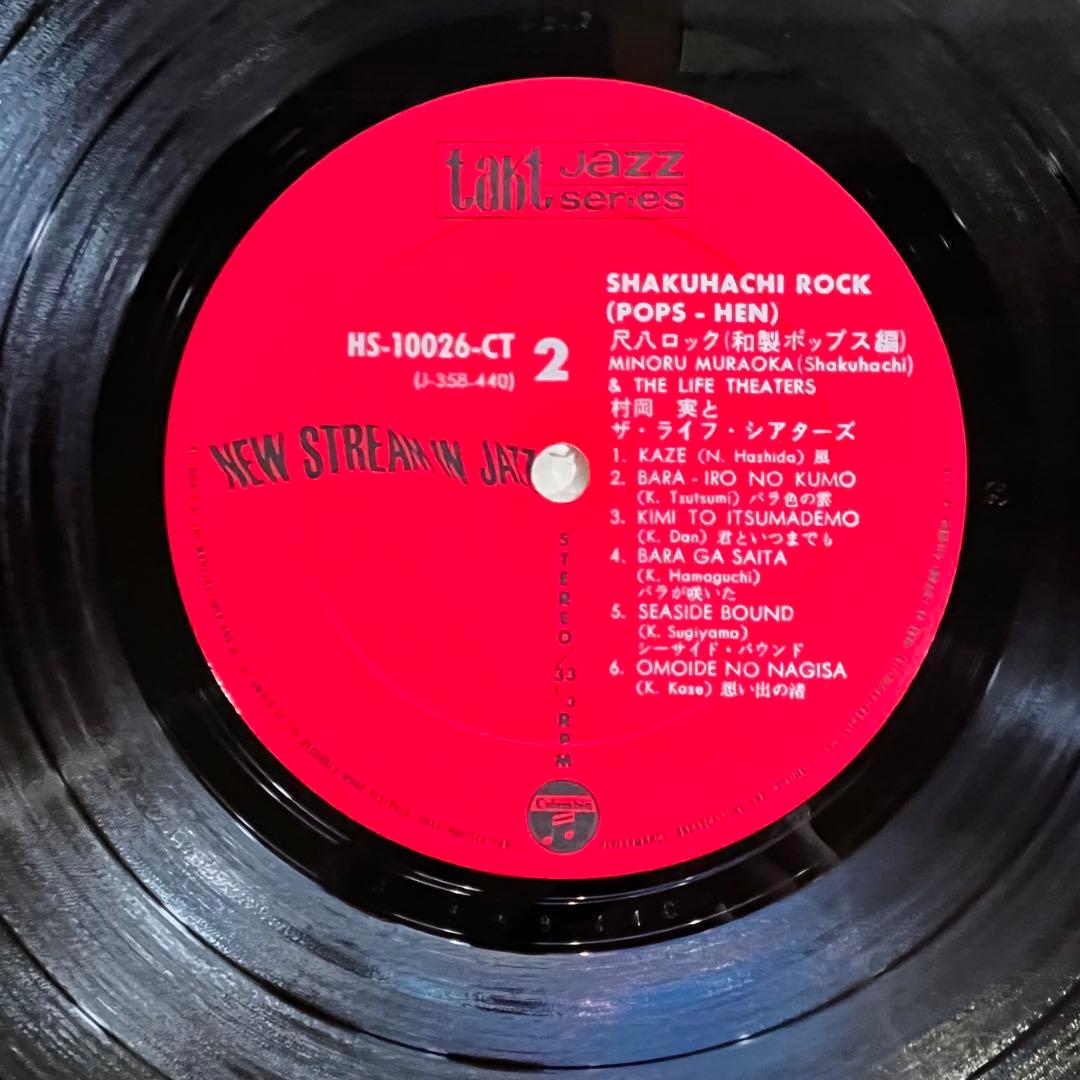 takt Jazz
series
SHAKUHACHI ROCK
(POPS - HEN)
尺八ロック(和製ポップス編)
MINORU MURAOKA (Shakuhachi)
& THE LIFE THEATERS
村岡 実と
ザ・ライフ・シアターズ
HS-10026-CT 2
(J-358-440)
NEW STREAM IN JAZZ
1. KAZE (N. Hashida) 風
2. BARA - IRO NO KUMO
(K. Tsutsumi) バラ色の雲
3. KIMI TO ITSUMADEMO
(K. Dan) 君といつまでも
4. BARA GA SAITA
(K. Hamaguchi)
バラが咲いた
5. SEASIDE BOUND
(K. Sugiyama)
シーサイド・バウンド
6. OMOIDE NO NAGISA
(K. Kase) 想い出の渚
STEREO / 33 1/3 RPM
Columbia